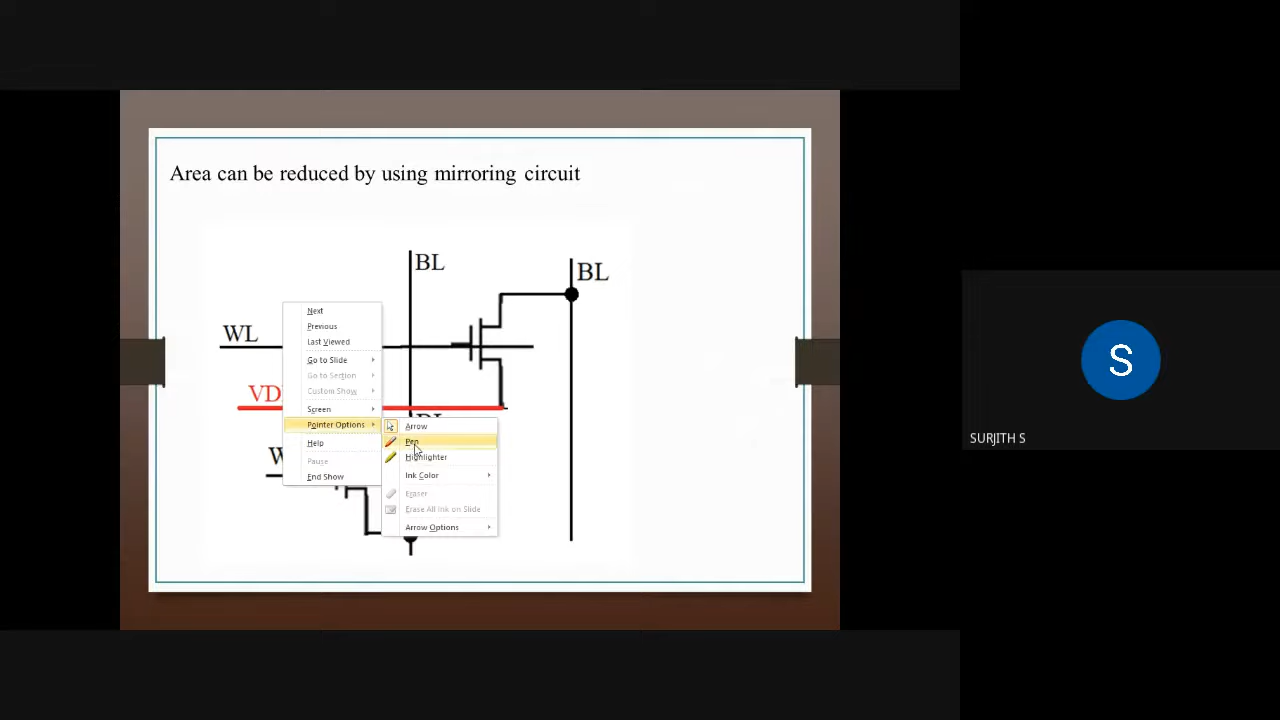 Area can be reduced by using mirroring circuit
BL
BL
WL
Next
Previous
Last Viewed
Go to Slide
Go to Section
Custom Show
VD
Screen
Pointer Options
Arrow
Help
Pen
Highlighter
Pause
End Show
Ink Color
Eraser
Erase All Ink on Slide
Arrow Options
S
SURJITH S